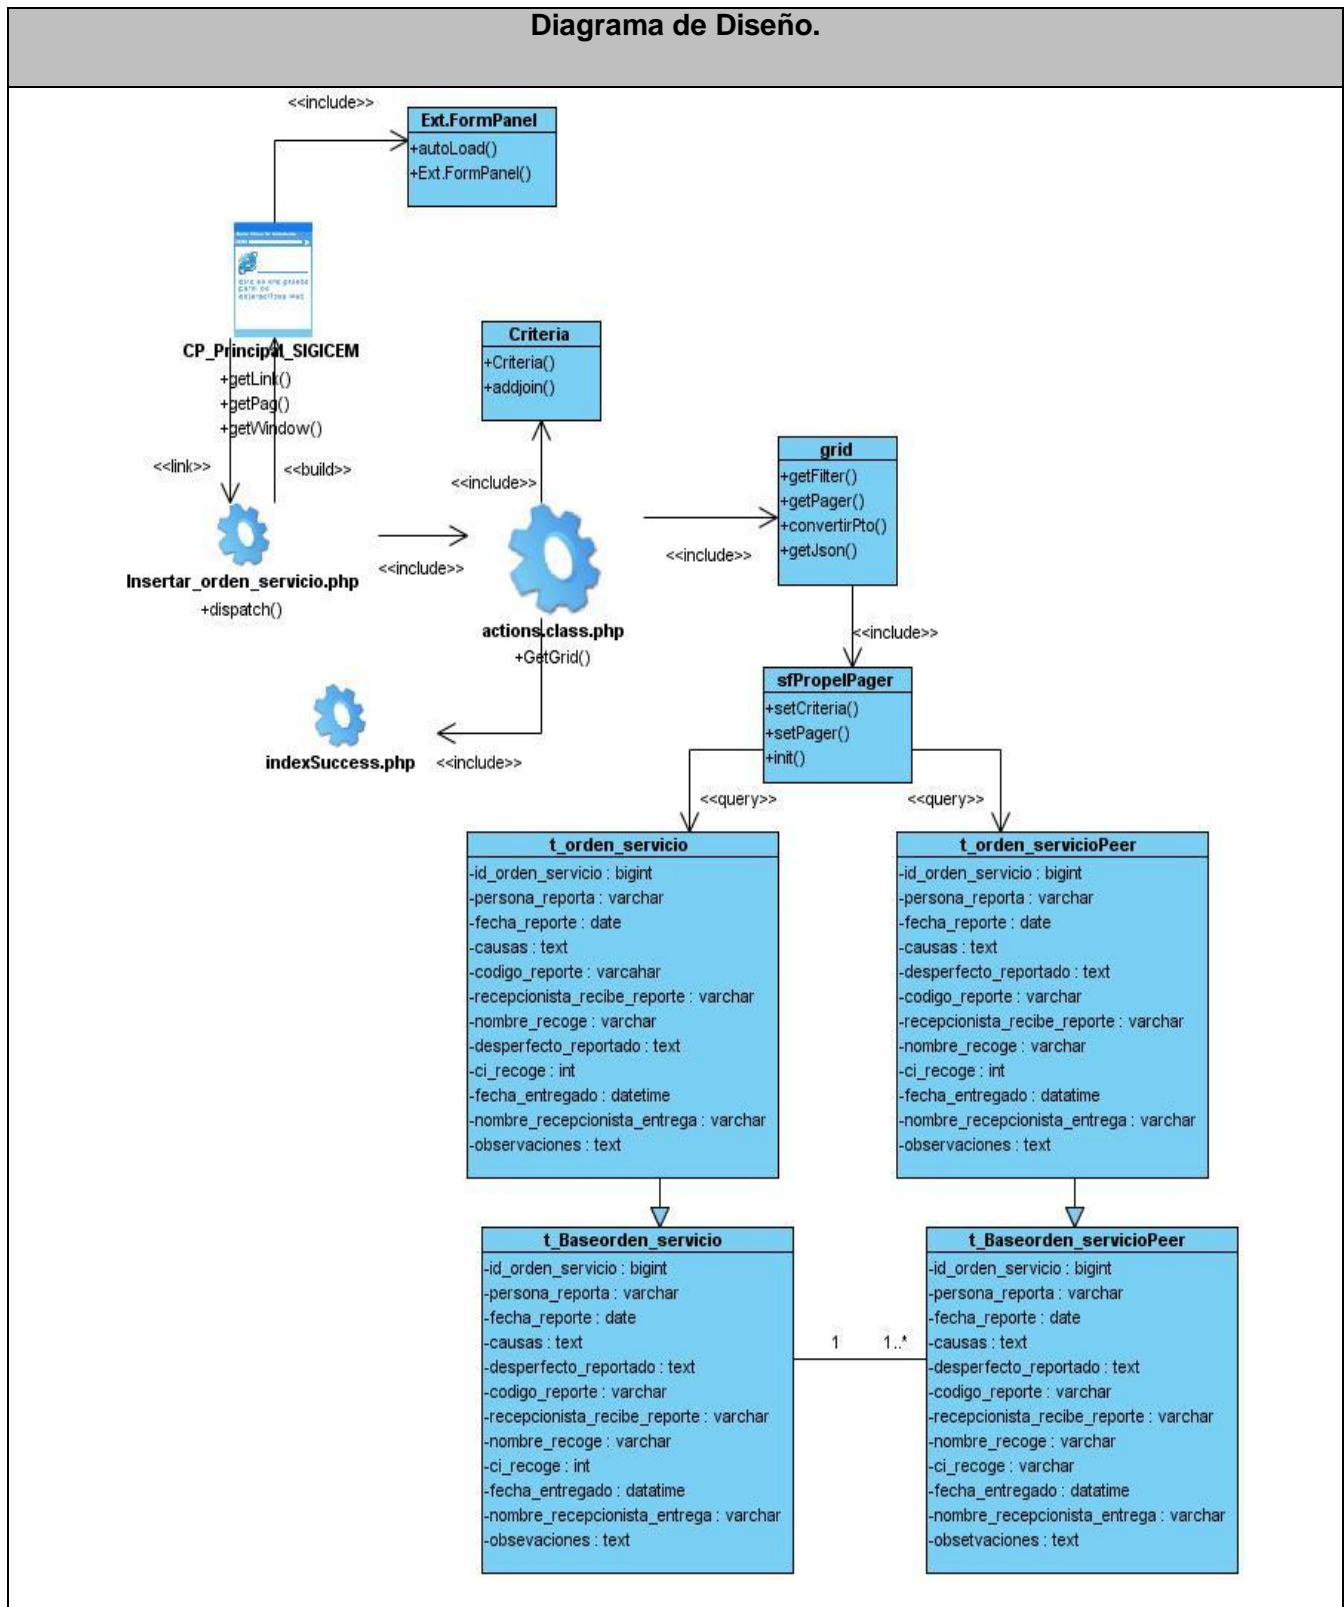 Diagrama de Diseño.
<<include>>
Ext.FormPanel
+autoLoad()
+Ext.FormPanel()
CP_Principal_SIGICEM
+getLink()
+getPag()
+getWindow()
<<link>>
<<build>>
Insertar_orden_servicio.php
+dispatch()
<<include>>
Criteria
+Criteria()
+addjoin()
<<include>>
actions.class.php
+GetGrid()
<<include>>
grid
+getFilter()
+getPager()
+convertirPto()
+getJson()
<<include>>
indexSuccess.php
<<include>>
sfPropelPager
+setCriteria()
+setPager()
+init()
<<query>>
<<query>>
t_orden_servicio
-id_orden_servicio : bigint
-persona_reporta : varchar
-fecha_reporte : date
-causas : text
-codigo_reporte : varcahar
-recepcionista_recibe_reporte : varchar
-nombre_recoge : varchar
-desperfecto_reportado : text
-ci_recoge : int
-fecha_entregado : datetime
-nombre_recepcionista_entrega : varchar
-observaciones : text
t_orden_servicioPeer
-id_orden_servicio : bigint
-persona_reporta : varchar
-fecha_reporte : date
-causas : text
-desperfecto_reportado : text
-codigo_reporte : varchar
-recepcionista_recibe_reporte : varchar
-nombre_recoge : varchar
-ci_recoge : int
-fecha_entregado : datatime
-nombre_recepcionista_entrega : varchar
-observaciones : text
t_Baseorden_servicio
-id_orden_servicio : bigint
-persona_reporta : varchar
-fecha_reporte : date
-causas : text
-desperfecto_reportado : text
-codigo_reporte : varchar
-recepcionista_recibe_reporte : varchar
-nombre_recoge : varchar
-ci_recoge : int
-fecha_entregado : datatime
-nombre_recepcionista_entrega : varchar
-obsevaciones : text
1
1..*
t_Baseorden_servicioPeer
-id_orden_servicio : bigint
-persona_reporta : varchar
-fecha_reporte : date
-causas : text
-desperfecto_reportado : text
-codigo_reporte : varchar
-recepcionista_recibe_reporte : varchar
-nombre_recoge : varchar
-ci_recoge : varchar
-fecha_entregado : datatime
-nombre_recepcionista_entrega : varchar
-obsetvaciones : text